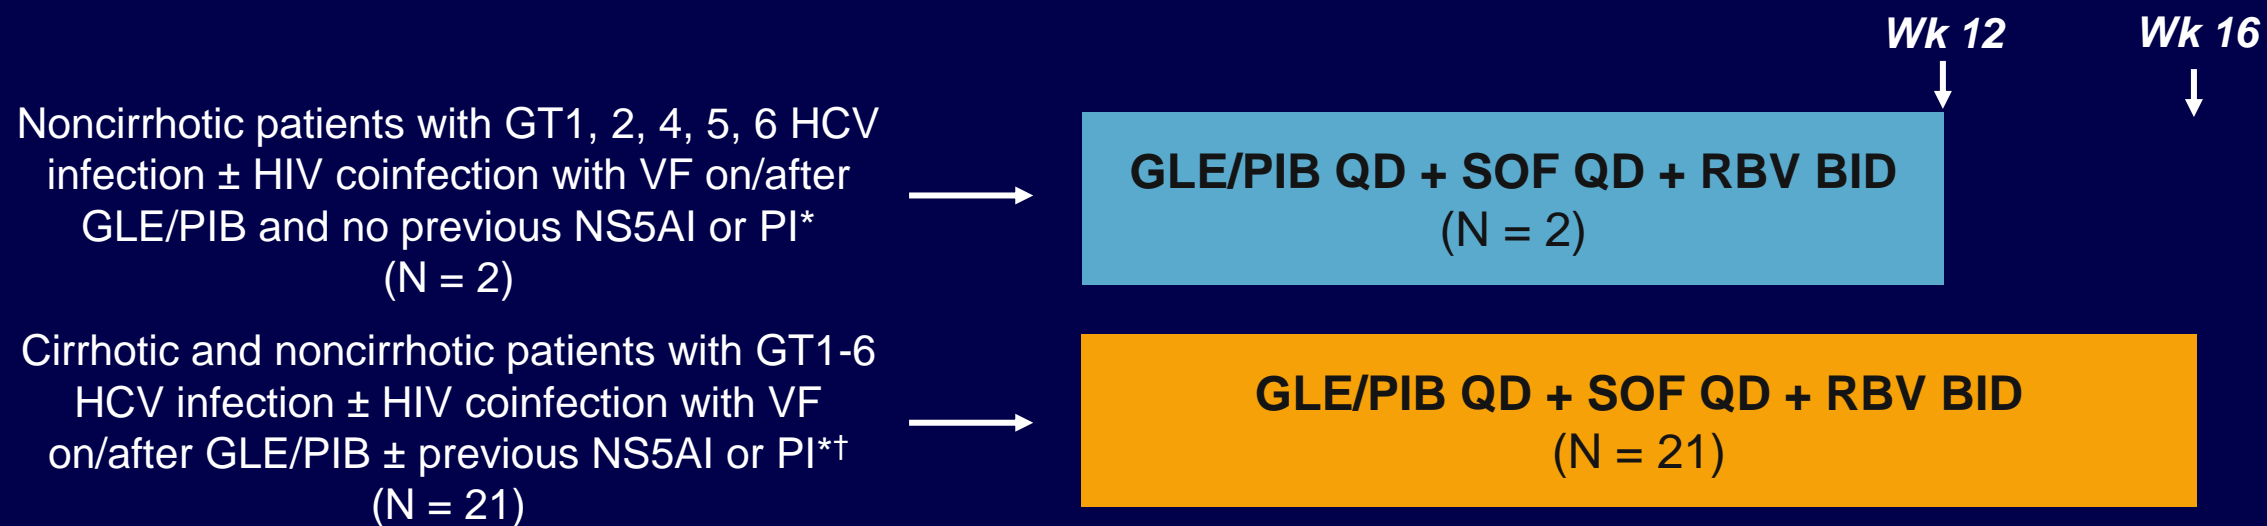 Wk 12
Wk 16
Noncirrhotic patients with GT1, 2, 4, 5, 6 HCV
infection ± HIV coinfection with VF on/after
GLE/PIB and no previous NS5AI or PI*
(N = 2)
GLE/PIB QD + SOF QD + RBV BID
(N = 2)
Cirrhotic and noncirrhotic patients with GT1-6
HCV infection ± HIV coinfection with VF
on/after GLE/PIB ± previous NS5AI or PI*†
(N = 21)
GLE/PIB QD + SOF QD + RBV BID
(N = 21)